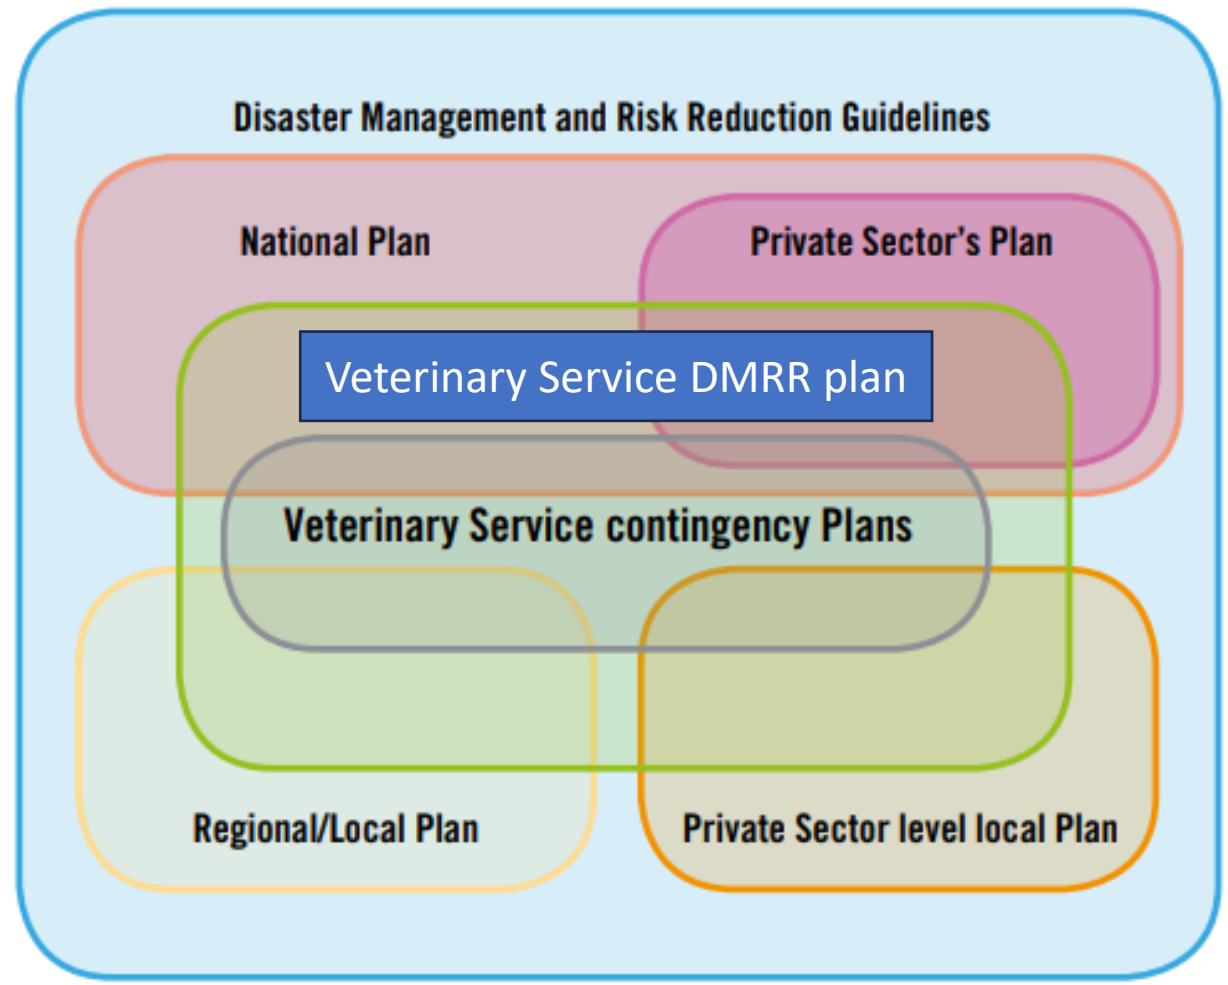 Disaster Management and Risk Reduction Guidelines
National Plan
Private Sector's Plan
Veterinary Service DMRR plan
Veterinary Service contingency Plans
Regional/Local Plan
Private Sector level local Plan